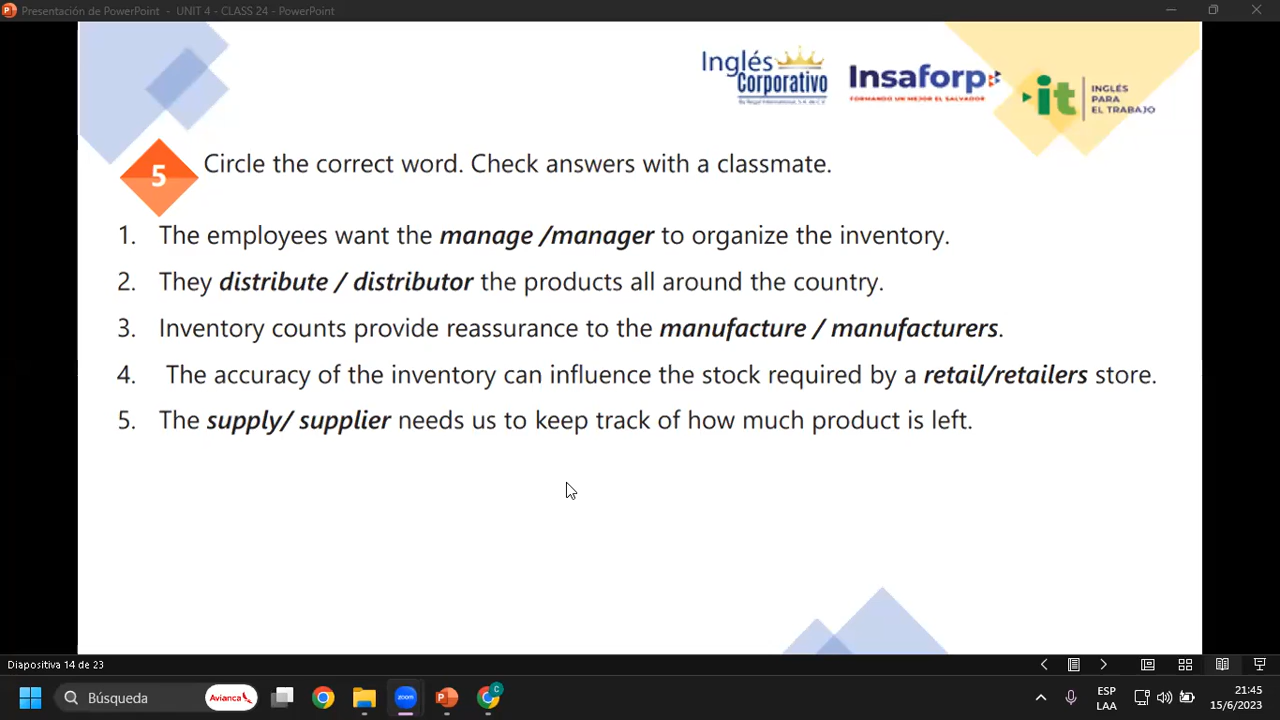 Presentación de PowerPoint - UNIT 4 - CLASS 24 - PowerPoint
Inglés
Corporativo
Insaforp
FORMANDO UN MEJOR EL SALVADOR
it
INGLÉS
PARA
EL TRABAJO
5
Circle the correct word. Check answers with a classmate.
1. The employees want the manage /manager to organize the inventory.
2. They distribute / distributor the products all around the country.
3. Inventory counts provide reassurance to the manufacture / manufacturers.
4. The accuracy of the inventory can influence the stock required by a retail/retailers store.
5. The supply/ supplier needs us to keep track of how much product is left.
Diapositiva 14 de 23
Búsqueda
Avianca
zoom
C
ESP
LAA
21:45
15/6/2023